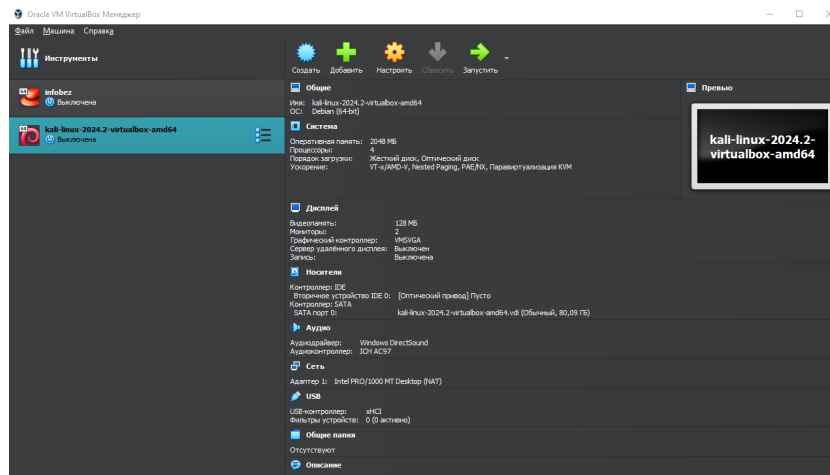 Oracle VM VirtualBox Менеджер
Файл Машина Справка
Инструменты
Создать Добавить Настроить Сбросить Запустить
64 infobez
Выключена
64 kali-linux-2024.2-virtualbox-amd64
Выключена
Общие
Имя: kali-linux-2024.2-virtualbox-amd64
ОС: Debian (64-bit)
Система
Оперативная память: 2048 МБ
Процессоры: 4
Порядок загрузки: Жёсткий диск, Оптический диск
Ускорение: VT-x/AMD-V, Nested Paging, PAE/NX, Паравиртуализация KVM
Превью
kali-linux-2024.2-
virtualbox-amd64
Дисплей
Видеопамять: 128 МБ
Мониторы: 2
Графический контроллер: VMSVGA
Сервер удалённого дисплея: Выключен
Запись: Выключена
Носители
Контроллер: IDE
Вторичное устройство IDE 0: [Оптический привод] Пусто
Контроллер: SATA
SATA порт 0: kali-linux-2024.2-virtualbox-amd64.vdi (Обычный, 80,09 ГБ)
Аудио
Аудиодрайвер: Windows DirectSound
Аудиоконтроллер: ICH AC97
Сеть
Адаптер 1: Intel PRO/1000 MT Desktop (NAT)
USB
USB-контроллер: xHCI
Фильтры устройств: 0 (0 активно)
Общие папки
Отсутствуют
Описание